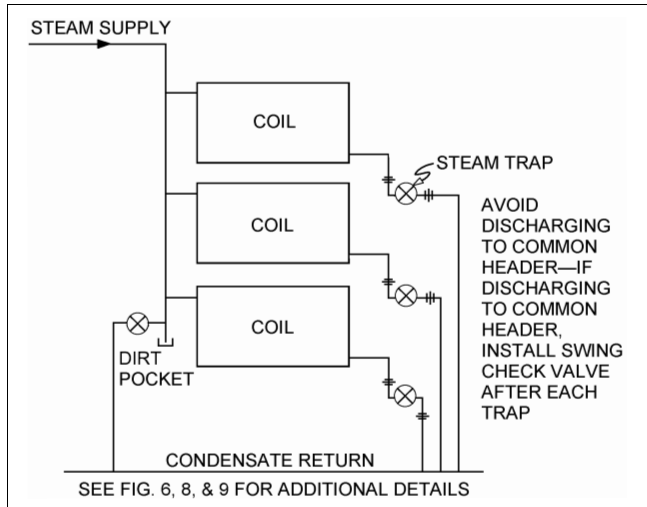 STEAM SUPPLY
COIL
STEAM TRAP
AVOID
DISCHARGING
TO COMMON
HEADER—IF
DISCHARGING
TO COMMON
HEADER,
INSTALL SWING
CHECK VALVE
AFTER EACH
TRAP
COIL
COIL
DIRT
POCKET
CONDENSATE RETURN
SEE FIG. 6, 8, & 9 FOR ADDITIONAL DETAILS